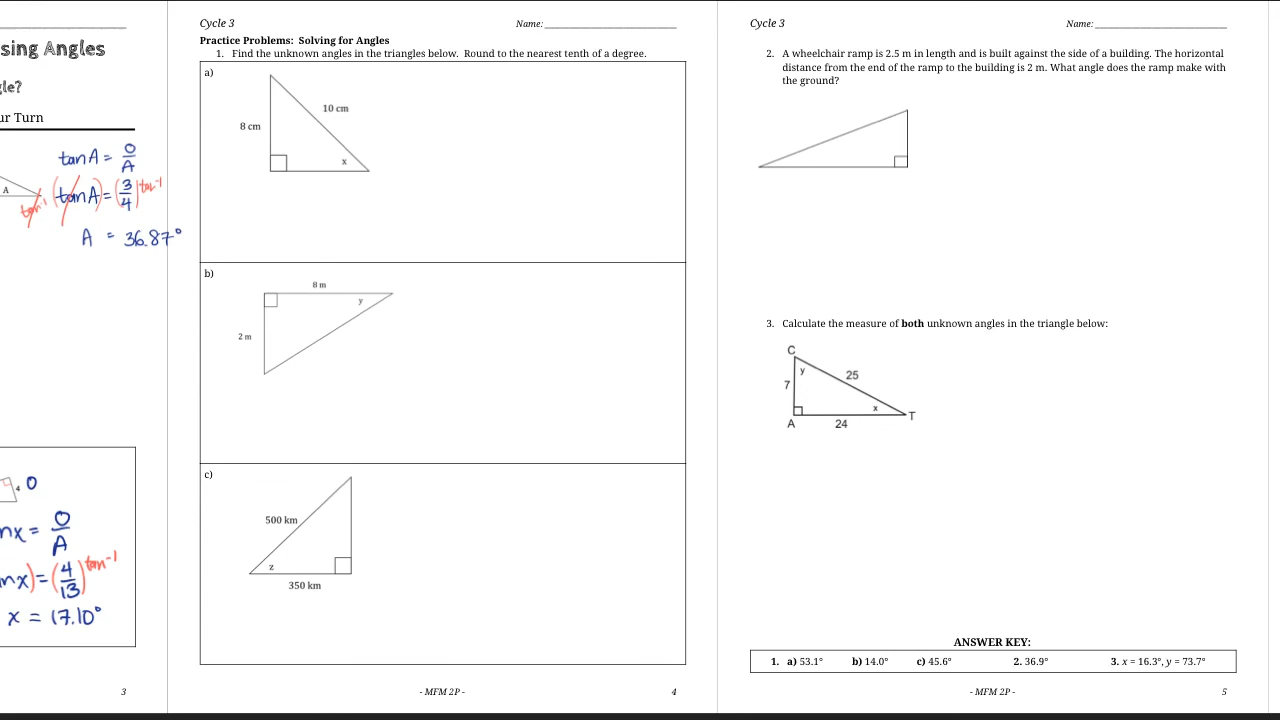 sing Angles
gle?
ur Turn
tanA = O/A
A
tan⁻¹ (tanA) = (3/4) tan⁻¹
A = 36.87°
4 O
nx = O/A
nx) = (4/13) tan⁻¹
x = 17.10°
3
Cycle 3
Name:
Practice Problems: Solving for Angles
1. Find the unknown angles in the triangles below. Round to the nearest tenth of a degree.
a)
10 cm
8 cm
x
b)
8 m
y
2 m
c)
500 km
z
350 km
- MFM 2P -
4
Cycle 3
Name:
2. A wheelchair ramp is 2.5 m in length and is built against the side of a building. The horizontal
distance from the end of the ramp to the building is 2 m. What angle does the ramp make with
the ground?
3. Calculate the measure of both unknown angles in the triangle below:
C
y
25
7
x
T
A
24
ANSWER KEY:
1. a) 53.1° b) 14.0° c) 45.6° 2. 36.9° 3. x = 16.3°, y = 73.7°
- MFM 2P -
5